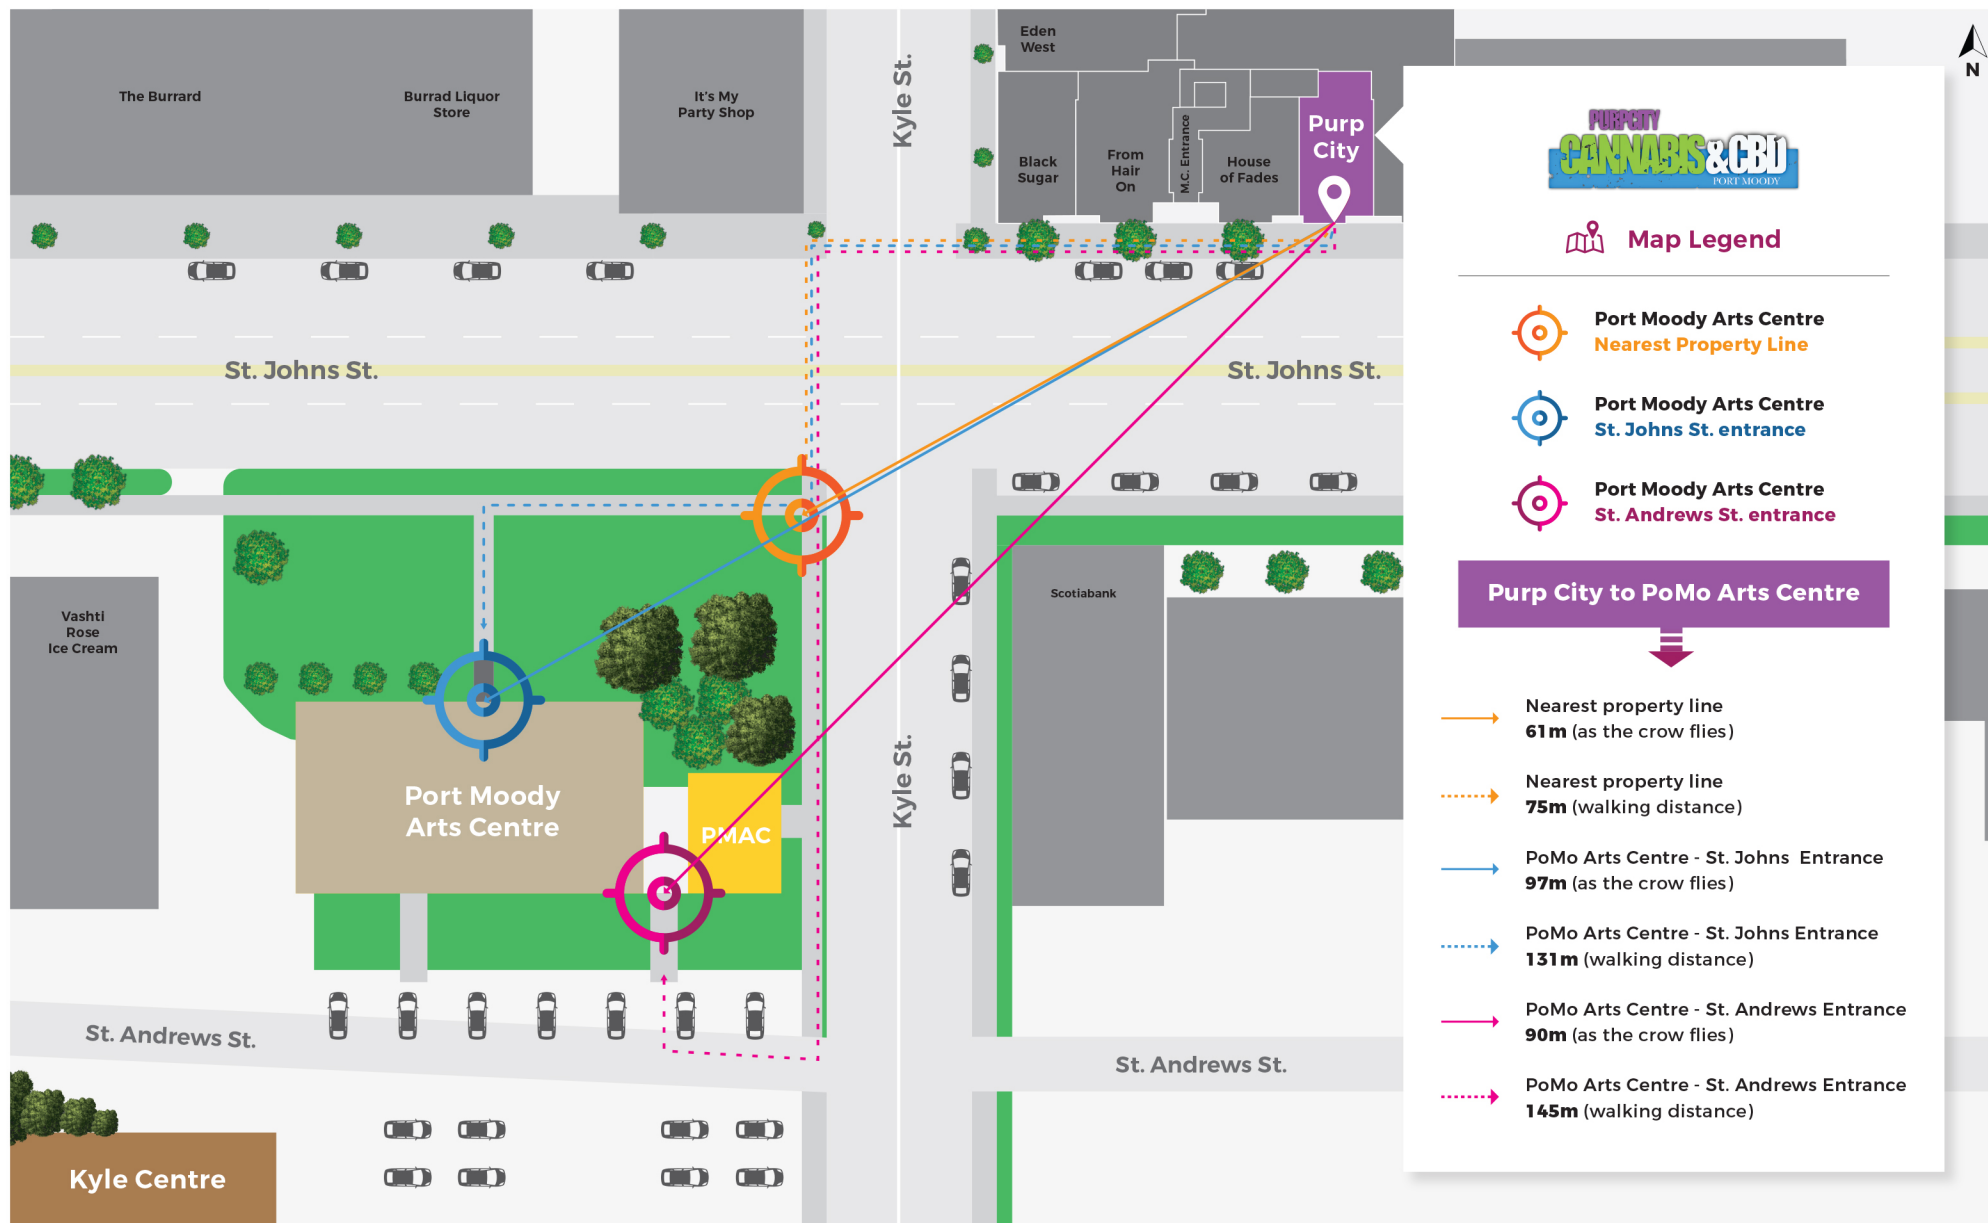 The Burrard
Burrad Liquor
Store
It's My
Party Shop
Kyle St.
Eden
West
Black
Sugar
From
Hair
On
M.C. Entrance
House
of Fades
Purp
City
N
St. Johns St.
St. Johns St.
Vashti
Rose
Ice Cream
Scotiabank
Port Moody
Arts Centre
PMAC
Kyle St.
St. Andrews St.
St. Andrews St.
Kyle Centre
PURPCITY
CANNABIS&CBD
PORT MOODY
Map Legend
Port Moody Arts Centre
Nearest Property Line
Port Moody Arts Centre
St. Johns St. entrance
Port Moody Arts Centre
St. Andrews St. entrance
Purp City to PoMo Arts Centre
Nearest property line
61m (as the crow flies)
Nearest property line
75m (walking distance)
PoMo Arts Centre - St. Johns Entrance
97m (as the crow flies)
PoMo Arts Centre - St. Johns Entrance
131m (walking distance)
PoMo Arts Centre - St. Andrews Entrance
90m (as the crow flies)
PoMo Arts Centre - St. Andrews Entrance
145m (walking distance)